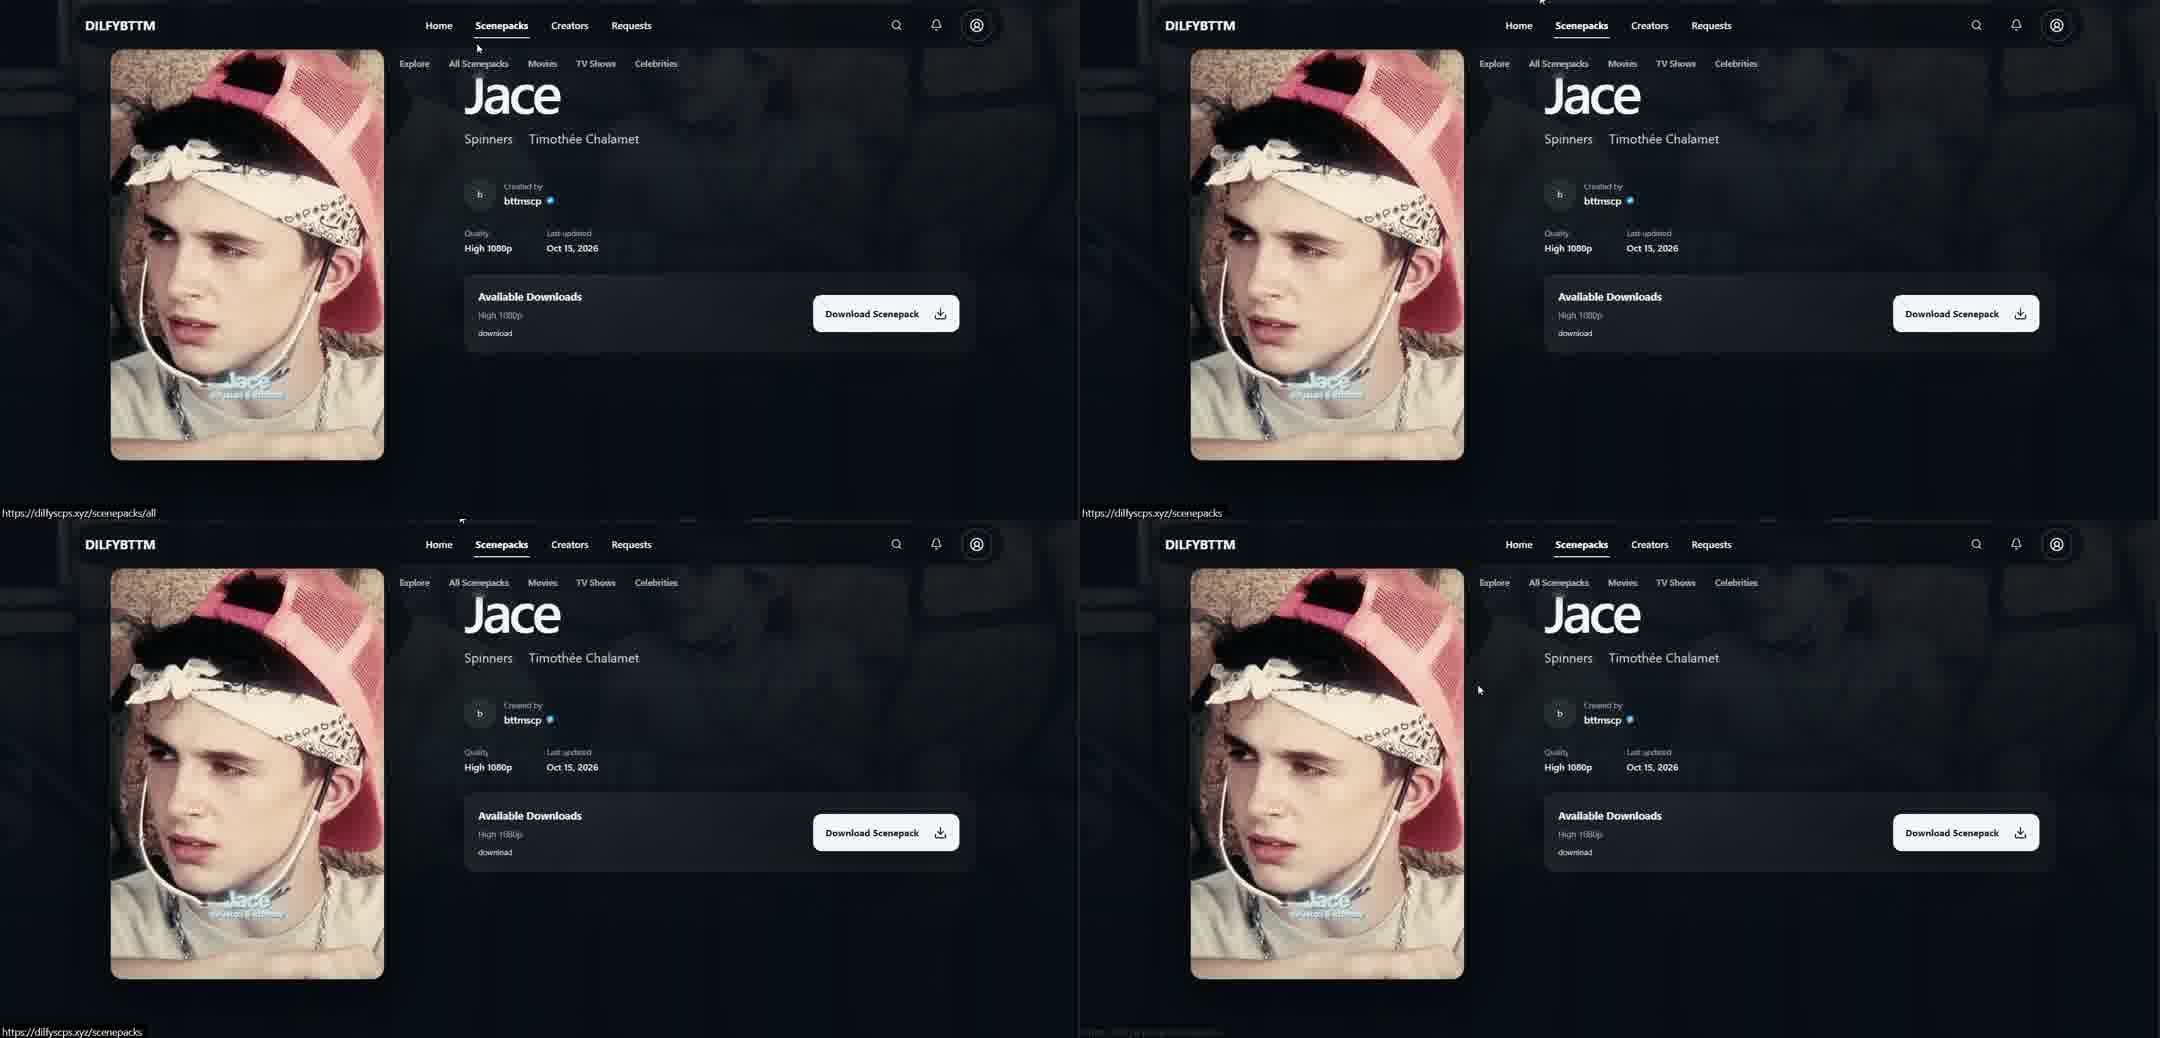 DILFYBTTM Home Scenepacks Creators Requests
Explore All Scenepacks Movies TV Shows Celebrities
Jace
Spinners Timothée Chalamet
b Created by
bttmscp
Quality Last updated
High 1080p Oct 15, 2026
Available Downloads
High 1080p
download
Download Scenepack
Jace
https://dilfyscps.xyz/scenepacks/all
DILFYBTTM Home Scenepacks Creators Requests
Explore All Scenepacks Movies TV Shows Celebrities
Jace
Spinners Timothée Chalamet
b Created by
bttmscp
Quality Last updated
High 1080p Oct 15, 2026
Available Downloads
High 1080p
download
Download Scenepack
Jace
https://dilfyscps.xyz/scenepacks
DILFYBTTM Home Scenepacks Creators Requests
Explore All Scenepacks Movies TV Shows Celebrities
Jace
Spinners Timothée Chalamet
b Created by
bttmscp
Quality Last updated
High 1080p Oct 15, 2026
Available Downloads
High 1080p
download
Download Scenepack
Jace
https://dilfyscps.xyz/scenepacks
DILFYBTTM Home Scenepacks Creators Requests
Explore All Scenepacks Movies TV Shows Celebrities
Jace
Spinners Timothée Chalamet
b Created by
bttmscp
Quality Last updated
High 1080p Oct 15, 2026
Available Downloads
High 1080p
download
Download Scenepack
Jace